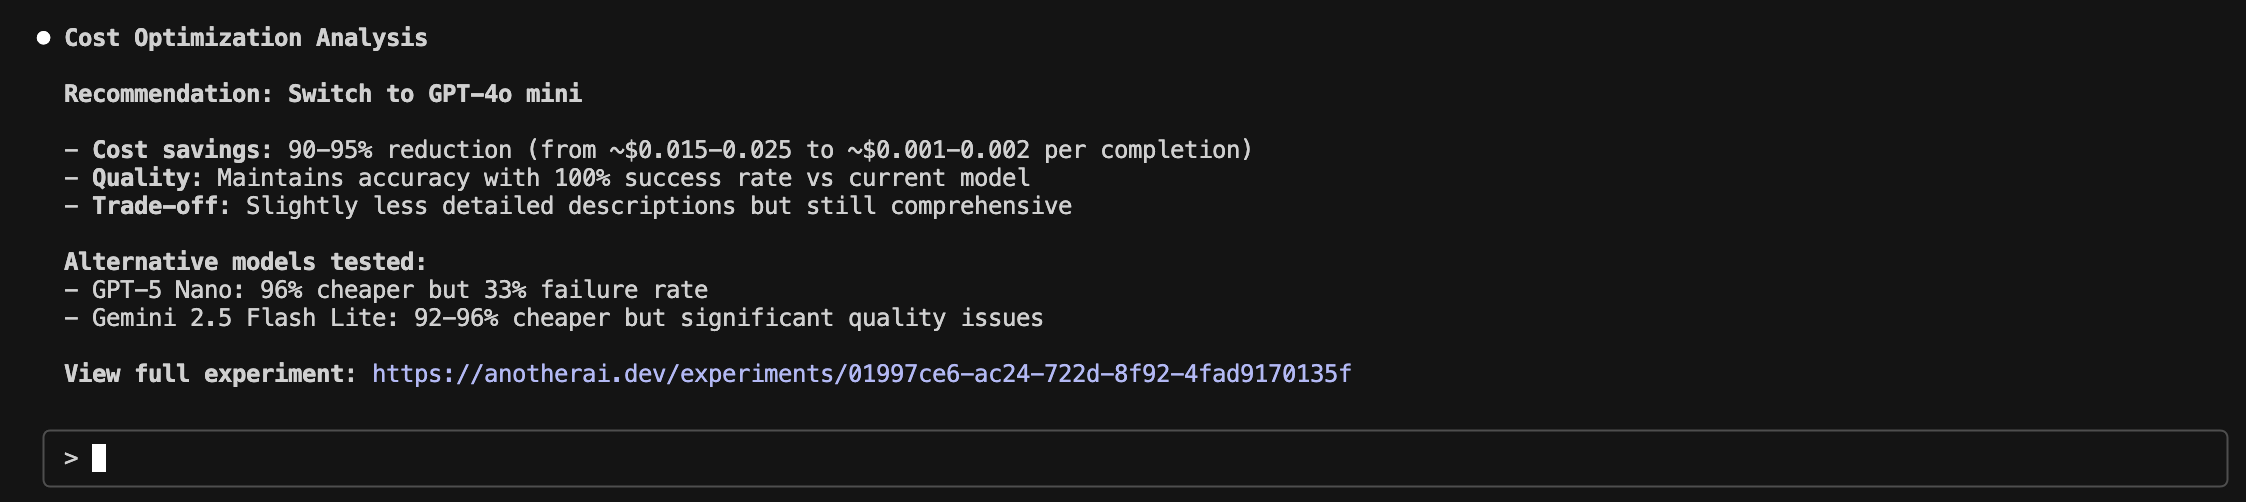 ● Cost Optimization Analysis
Recommendation: Switch to GPT-4o mini
- Cost savings: 90-95% reduction (from ~$0.015-0.025 to ~$0.001-0.002 per completion)
- Quality: Maintains accuracy with 100% success rate vs current model
- Trade-off: Slightly less detailed descriptions but still comprehensive
Alternative models tested:
- GPT-5 Nano: 96% cheaper but 33% failure rate
- Gemini 2.5 Flash Lite: 92-96% cheaper but significant quality issues
View full experiment: https://anotherai.dev/experiments/01997ce6-ac24-722d-8f92-4fad9170135f
>